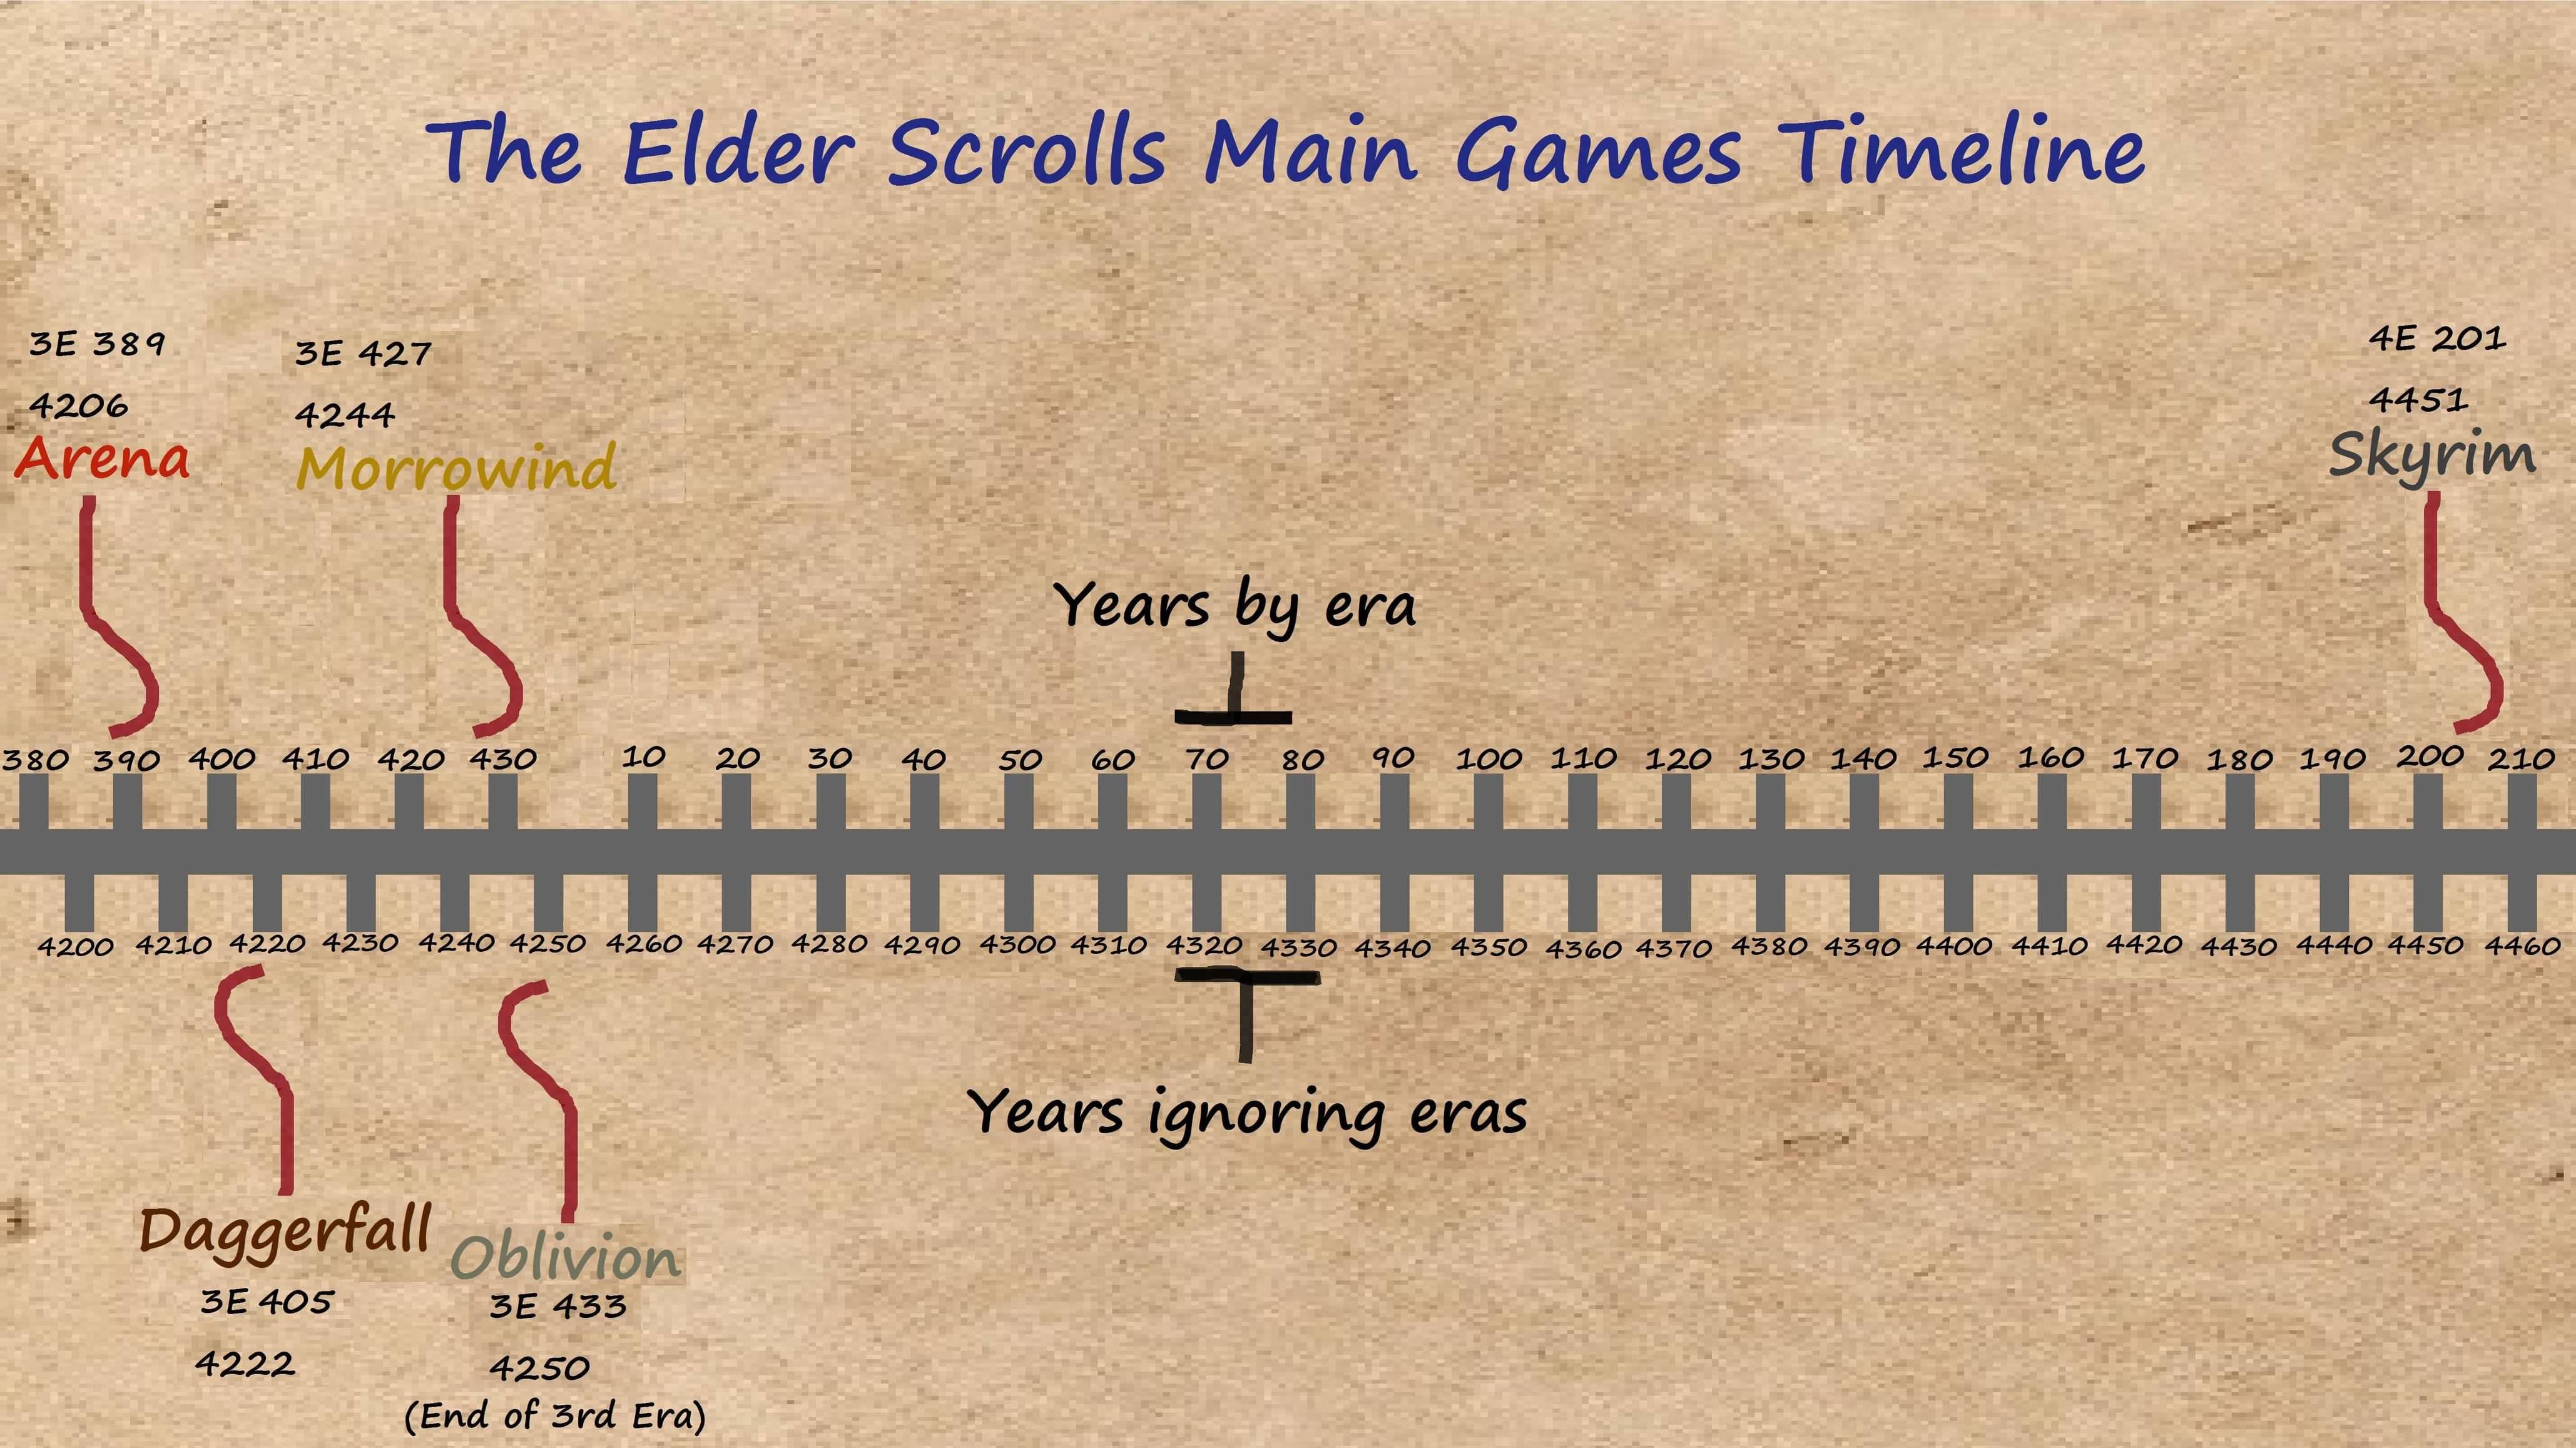 The Elder Scrolls Main Games Timeline
3E 389
4206
Arena
3E 427
4244
Morrowind
4E 201
4451
Skyrim
Years by era
380 390 400 410 420 430 10 20 30 40 50 60 70 80 90 100 110 120 130 140 150 160 170 180 190 200 210
4200 4210 4220 4230 4240 4250 4260 4270 4280 4290 4300 4310 4320 4330 4340 4350 4360 4370 4380 4390 4400 4410 4420 4430 4440 4450 4460
Years ignoring eras
Daggerfall
3E 405
4222
Oblivion
3E 433
4250
(End of 3rd Era)